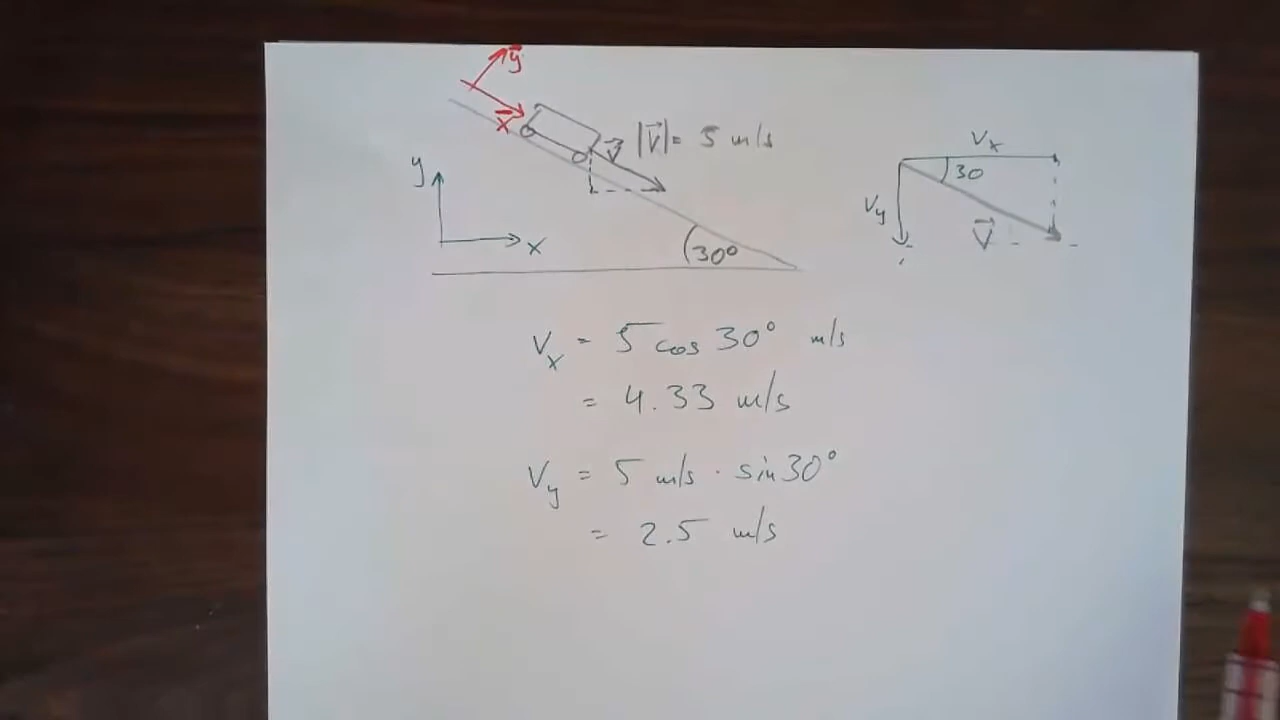 y⃗
x⃗
V⃗ |V⃗| = 5 m/s
y
x
30°
Vx
30
Vy
V⃗
Vx = 5 cos 30° m/s
= 4.33 m/s
Vy = 5 m/s · sin 30°
= 2.5 m/s